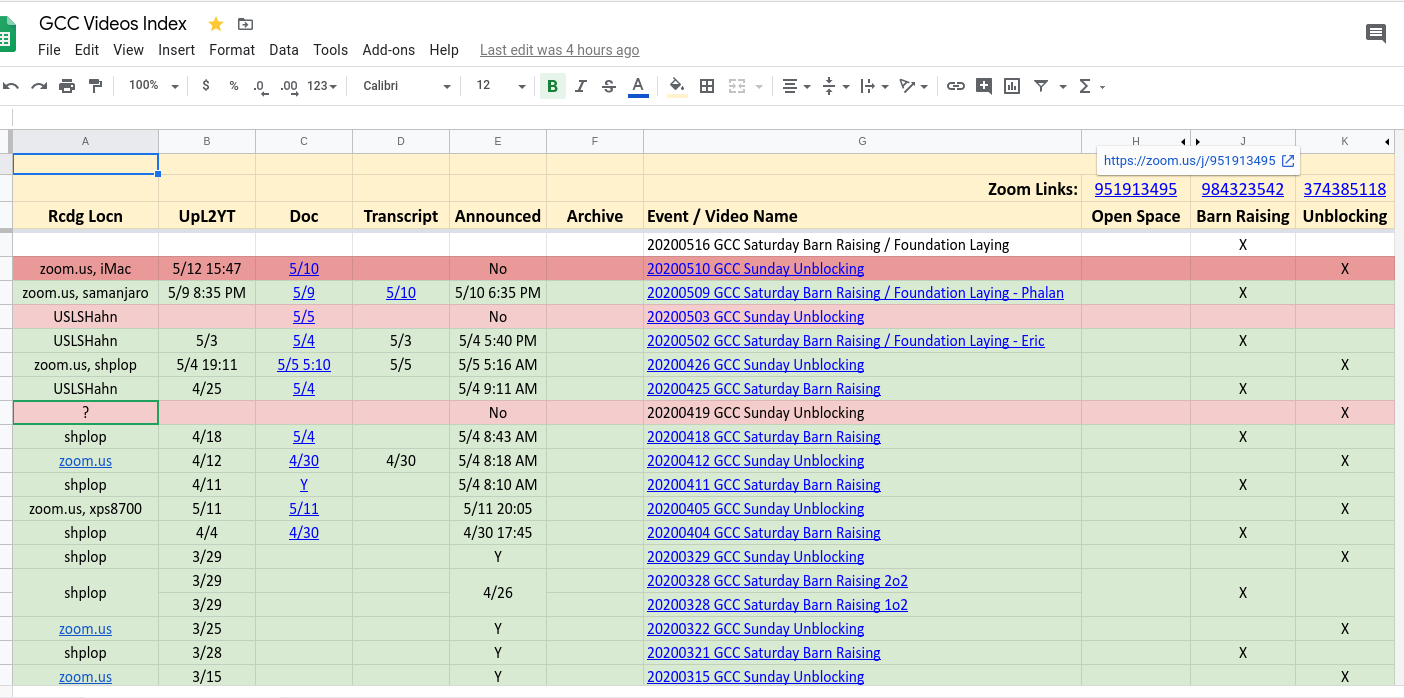 GCC Videos Index
File Edit View Insert Format Data Tools Add-ons Help Last edit was 4 hours ago
100% $ % .0 .00 123 Calibri 12 B I S A Σ
A B C D E F G H J K
https://zoom.us/j/951913495
Zoom Links: 951913495 984323542 374385118
Rcdg Locn UpL2YT Doc Transcript Announced Archive Event / Video Name Open Space Barn Raising Unblocking
20200516 GCC Saturday Barn Raising / Foundation Laying X
zoom.us, iMac 5/12 15:47 5/10 No 20200510 GCC Sunday Unblocking X
zoom.us, samanjaro 5/9 8:35 PM 5/9 5/10 5/10 6:35 PM 20200509 GCC Saturday Barn Raising / Foundation Laying - Phalan X
USLSHahn 5/5 No 20200503 GCC Sunday Unblocking
USLSHahn 5/3 5/4 5/3 5/4 5:40 PM 20200502 GCC Saturday Barn Raising / Foundation Laying - Eric X
zoom.us, shplop 5/4 19:11 5/5 5:10 5/5 5/5 5:16 AM 20200426 GCC Sunday Unblocking X
USLSHahn 4/25 5/4 5/4 9:11 AM 20200425 GCC Saturday Barn Raising X
? No 20200419 GCC Sunday Unblocking X
shplop 4/18 5/4 5/4 8:43 AM 20200418 GCC Saturday Barn Raising X
zoom.us 4/12 4/30 4/30 5/4 8:18 AM 20200412 GCC Sunday Unblocking X
shplop 4/11 Y 5/4 8:10 AM 20200411 GCC Saturday Barn Raising X
zoom.us, xps8700 5/11 5/11 5/11 20:05 20200405 GCC Sunday Unblocking X
shplop 4/4 4/30 4/30 17:45 20200404 GCC Saturday Barn Raising X
shplop 3/29 Y 20200329 GCC Sunday Unblocking X
3/29 20200328 GCC Saturday Barn Raising 2o2
shplop 4/26 X
3/29 20200328 GCC Saturday Barn Raising 1o2
zoom.us 3/25 Y 20200322 GCC Sunday Unblocking X
shplop 3/28 Y 20200321 GCC Saturday Barn Raising X
zoom.us 3/15 Y 20200315 GCC Sunday Unblocking X